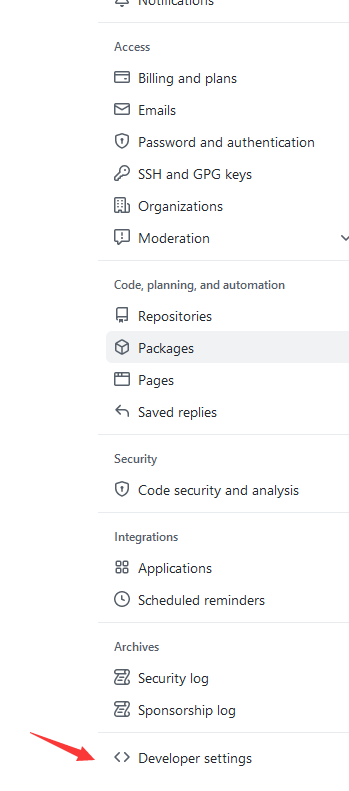 Notifications
Access
Billing and plans
Emails
Password and authentication
SSH and GPG keys
Organizations
Moderation
Code, planning, and automation
Repositories
Packages
Pages
Saved replies
Security
Code security and analysis
Integrations
Applications
Scheduled reminders
Archives
Security log
Sponsorship log
Developer settings